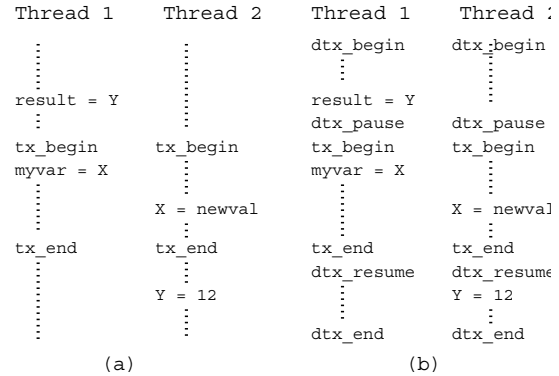 Thread 1 Thread 2 Thread 1 Thread 2
dtx_begin dtx_begin
result = Y result = Y
dtx_pause dtx_pause
tx_begin tx_begin tx_begin tx_begin
myvar = X myvar = X
X = newval X = newval
tx_end tx_end tx_end tx_end
dtx_resume dtx_resume
Y = 12 Y = 12
dtx_end dtx_end
(a) (b)